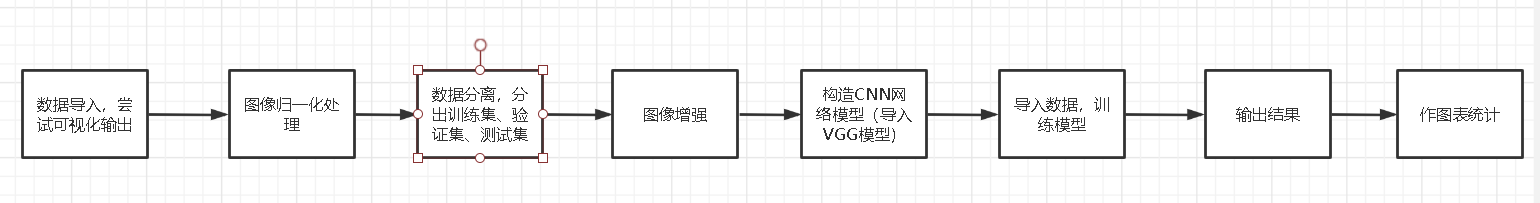 数据导入，尝
试可视化输出
图像归一化处
理
数据分离，分
出训练集、验
证集、测试集
图像增强
构造CNN网
络模型（导入
VGG模型）
导入数据，训
练模型
输出结果
作图表统计